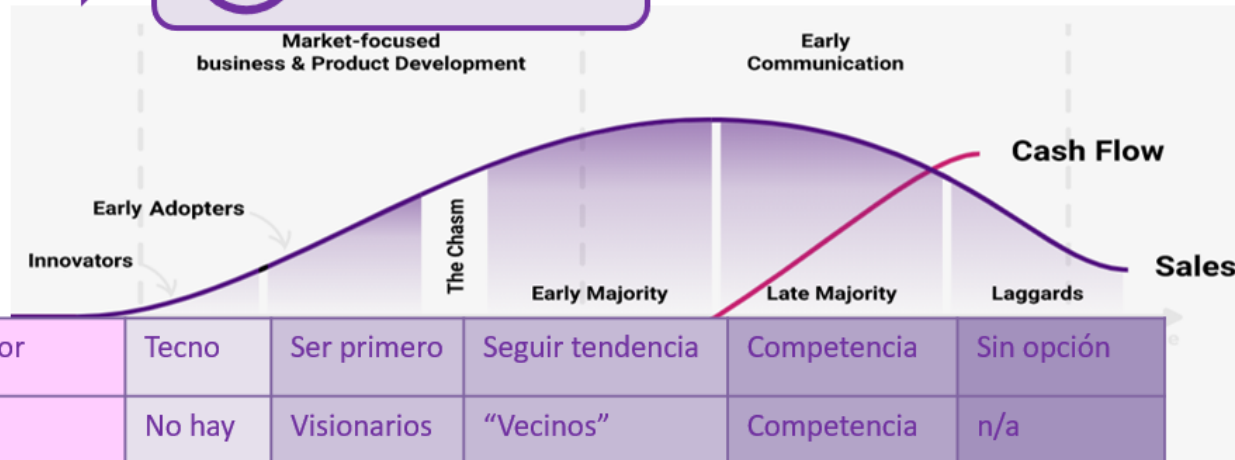 Market-focused
business & Product Development
Early
Communication
Cash Flow
Early Adopters
The Chasm
Innovators
Sales
Early Majority
Late Majority
Laggards
or
Tecno
Ser primero
Seguir tendencia
Competencia
Sin opción
No hay
Visionarios
“Vecinos”
Competencia
n/a